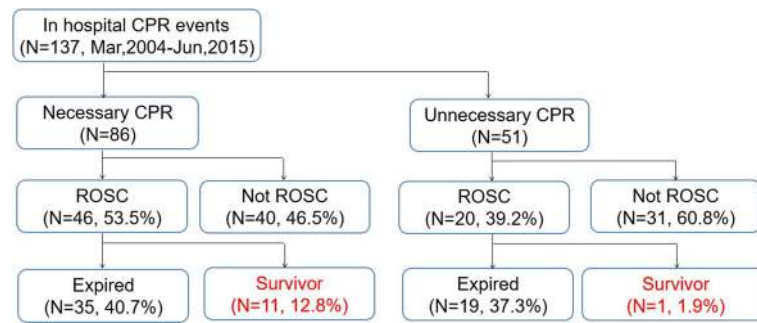 In hospital CPR events
(N=137, Mar,2004-Jun,2015)
Necessary CPR
(N=86)
Unnecessary CPR
(N=51)
ROSC
(N=46, 53.5%)
Not ROSC
(N=40, 46.5%)
ROSC
(N=20, 39.2%)
Not ROSC
(N=31, 60.8%)
Expired
(N=35, 40.7%)
Survivor
(N=11, 12.8%)
Expired
(N=19, 37.3%)
Survivor
(N=1, 1.9%)